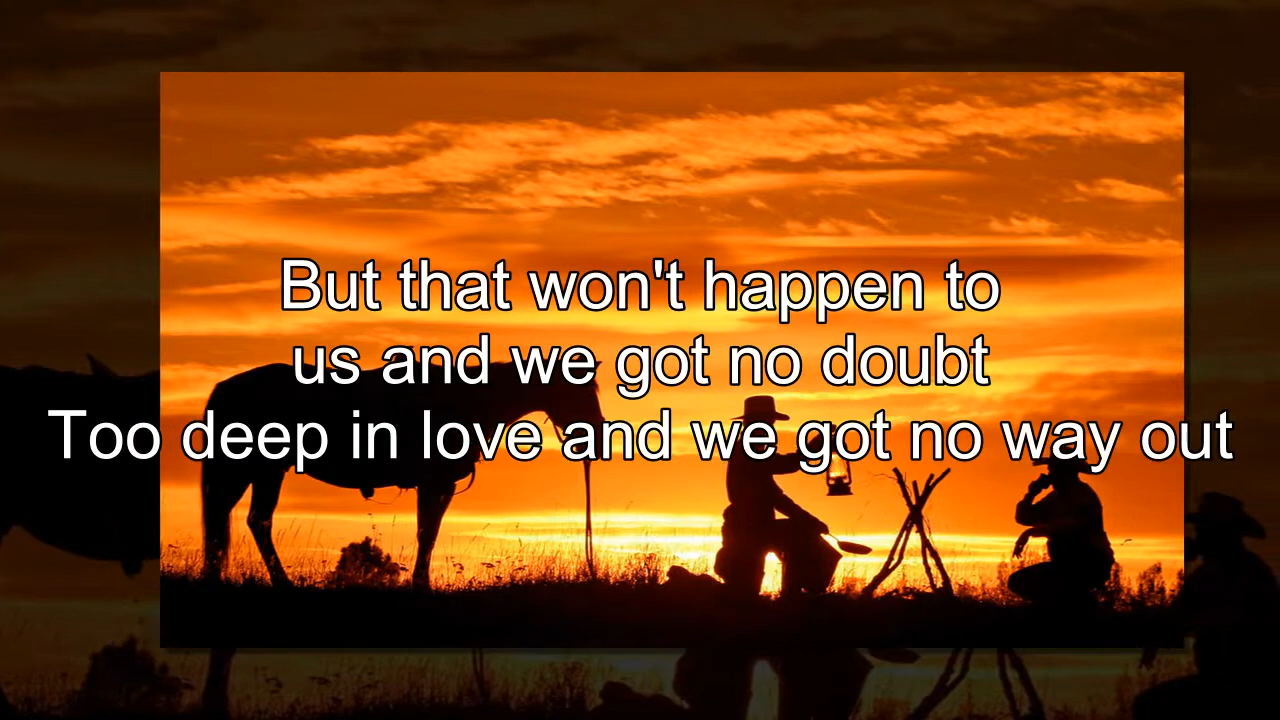 But that won't happen to
us and we got no doubt
Too deep in love and we got no way out